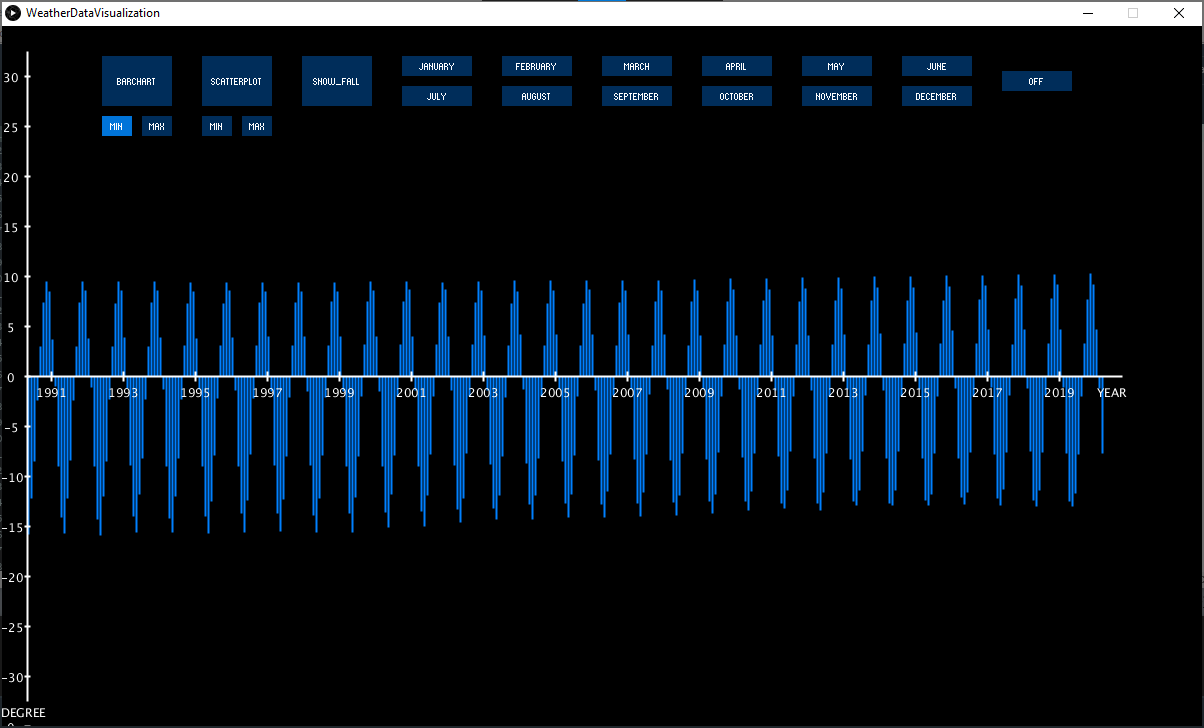 WeatherDataVisualization
BARCHART SCATTERPLOT SNOW_FALL JANUARY FEBRUARY MARCH APRIL MAY JUNE OFF
JULY AUGUST SEPTEMBER OCTOBER NOVEMBER DECEMBER
MIN MAX MIN MAX
30
25
20
15
10
5
0
1991 1993 1995 1997 1999 2001 2003 2005 2007 2009 2011 2013 2015 2017 2019 YEAR
-5
-10
-15
-20
-25
-30
DEGREE